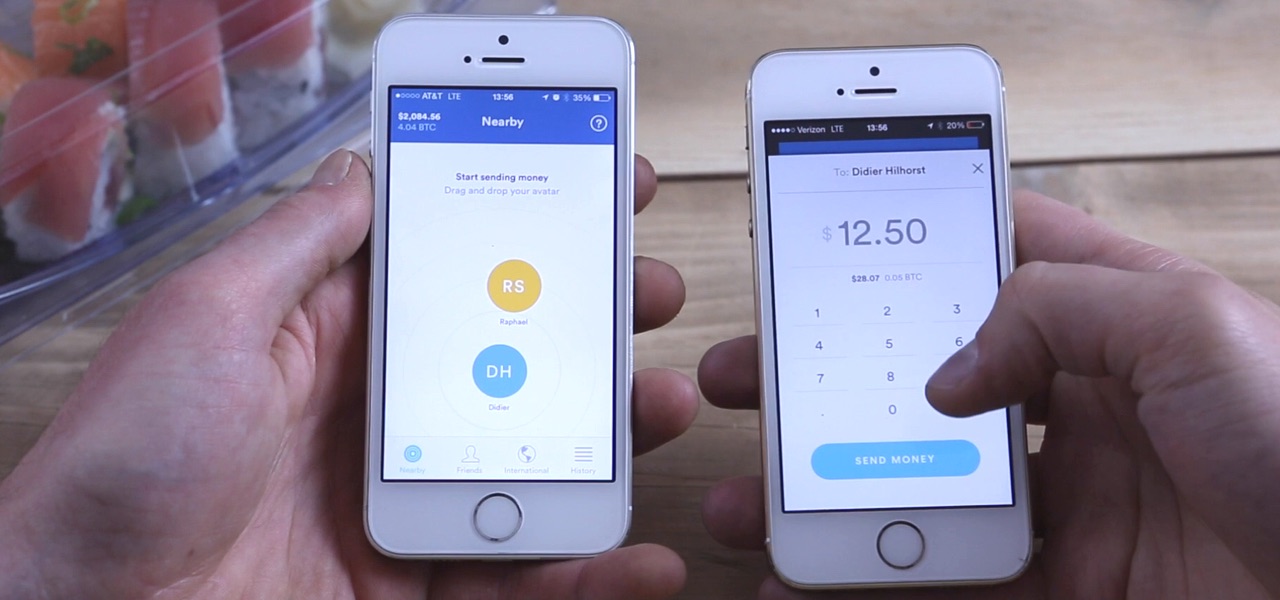 AT&T LTE 13:56 35%
$2,084.56
4.04 BTC
Nearby
?
Start sending money
Drag and drop your avatar
RS
Raphael
DH
Didier
Nearby Friends International History
Verizon LTE 13:56 20%
To: Didier Hilhorst
$12.50
$28.07 0.05 BTC
1 2 3
4 5 6
7 8
. 0
SEND MONEY